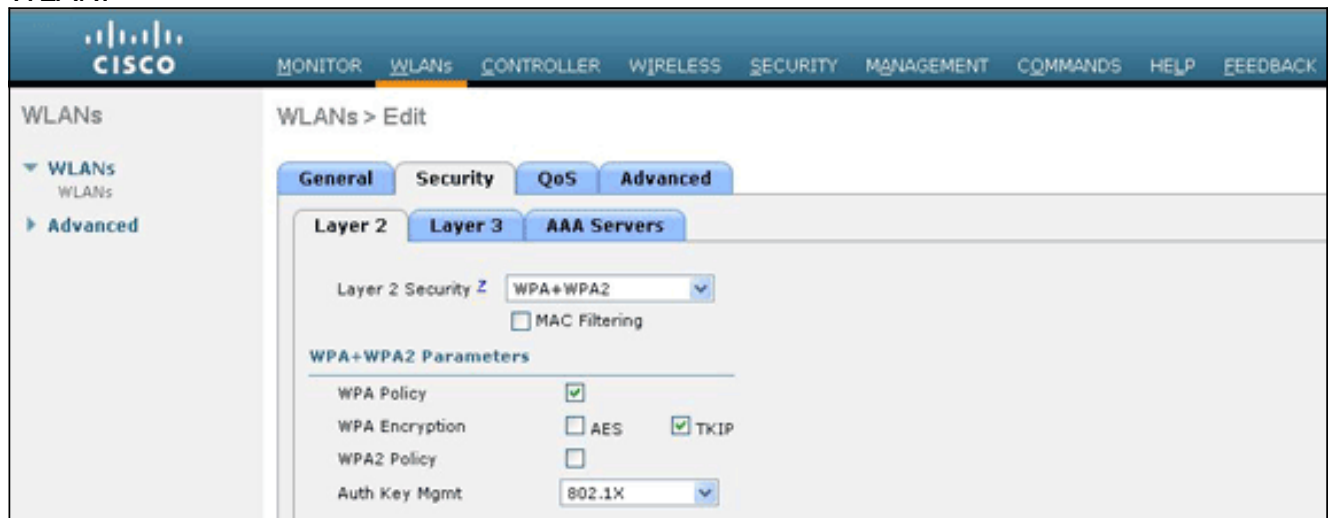 CISCO
MONITOR WLANs CONTROLLER WIRELESS SECURITY MANAGEMENT COMMANDS HELP FEEDBACK
WLANs
WLANs > Edit
WLANs
WLANs
Advanced
General Security QoS Advanced
Layer 2 Layer 3 AAA Servers
Layer 2 Security Z WPA+WPA2
MAC Filtering
WPA+WPA2 Parameters
WPA Policy
WPA Encryption AES TKIP
WPA2 Policy
Auth Key Mgmt 802.1X